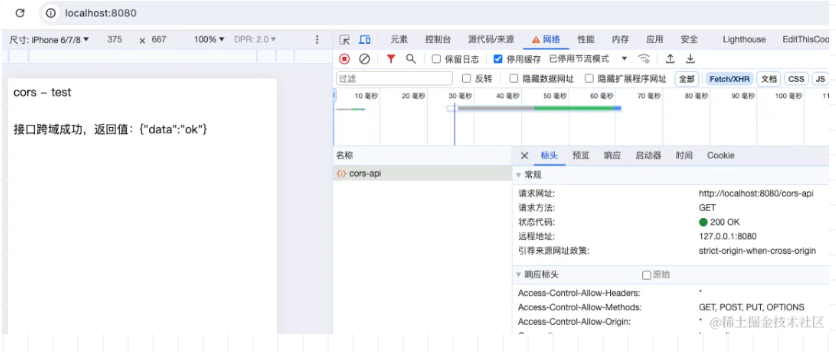 localhost:8080
尺寸: iPhone 6/7/8 375 × 667 100% DPR: 2.0
元素 控制台 源代码/来源 网络 性能 内存 应用 安全 Lighthouse EditThisCoo
保留日志 停用缓存 已停用节流模式
过滤 反转 隐藏数据网址 隐藏扩展程序网址 全部 Fetch/XHR 文档 CSS JS
10 毫秒 20 毫秒 30 毫秒 40 毫秒 50 毫秒 60 毫秒 70 毫秒 80 毫秒 90 毫秒 100 毫秒 11
cors - test
接口跨域成功，返回值：{"data":"ok"}
名称 标头 预览 响应 启动器 时间 Cookie
cors-api
常规
请求网址: http://localhost:8080/cors-api
请求方法: GET
状态代码: 200 OK
远程地址: 127.0.0.1:8080
引荐来源网址政策: strict-origin-when-cross-origin
响应标头 原始
Access-Control-Allow-Headers: *
Access-Control-Allow-Methods: GET, POST, PUT, OPTIONS
Access-Control-Allow-Origin: *
@稀土掘金技术社区